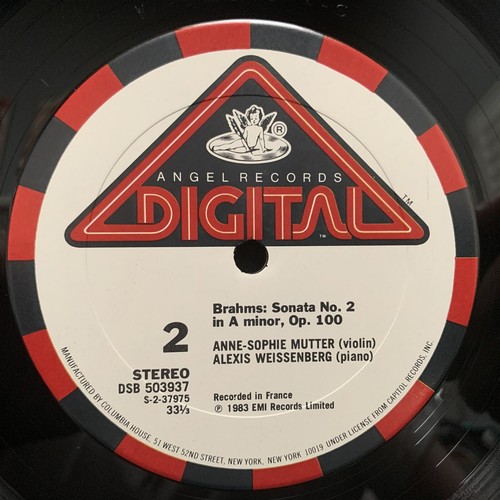 ®
ANGEL RECORDS
DIGITAL
™
TM
Brahms: Sonata No. 2
in A minor, Op. 100
2
ANNE-SOPHIE MUTTER (violin)
ALEXIS WEISSENBERG (piano)
STEREO
DSB 503937
S-2-37975
33⅓
Recorded in France
℗ 1983 EMI Records Limited
MANUFACTURED BY COLUMBIA HOUSE, 51 WEST 52ND STREET, NEW YORK, NEW YORK 10019 UNDER LICENSE FROM CAPITOL RECORDS, INC.